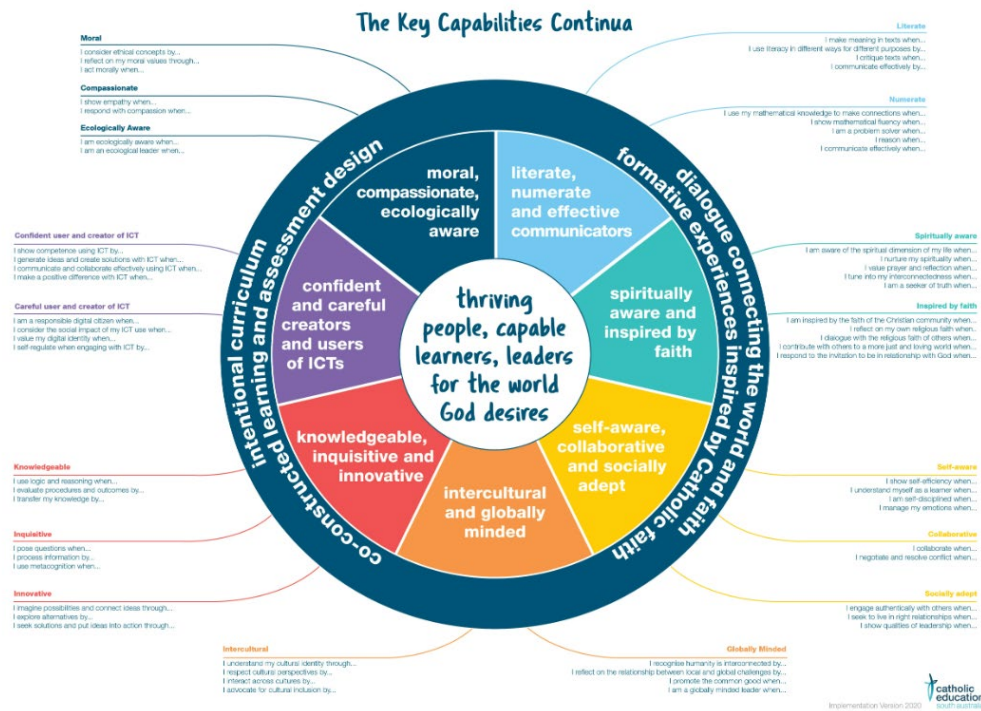 The Key Capabilities Continua
Moral
I consider ethical concepts by...
I reflect on my moral values through...
I act morally when...
Compassionate
I show empathy when...
I respond with compassion when...
Ecologically Aware
I am ecologically aware when...
I am an ecological leader when...
Confident user and creator of ICT
I show competence using ICT by...
I generate ideas and create solutions with ICT when...
I communicate and collaborate effectively using ICT when...
I make a positive difference with ICT when...
Careful user and creator of ICT
I am a responsible digital citizen when...
I consider the social impact of my ICT use when...
I value my digital identity when...
I self-regulate when engaging with ICT by...
Knowledgeable
I use logic and reasoning when...
I evaluate procedures and outcomes by...
I transfer my knowledge by...
Inquisitive
I pose questions when...
I process information by...
I use metacognition when...
Innovative
I imagine possibilities and connect ideas through...
I explore alternatives by...
I seek solutions and put ideas into action through...
Intercultural
I understand my cultural identity through...
I respect cultural perspectives by...
I interact across cultures by...
I advocate for cultural inclusion by...
intentional curriculum
co-constructed learning and assessment design
dialogue connecting the world and faith
formative experiences inspired by Catholic faith
moral,
compassionate,
ecologically
aware
literate,
numerate
and effective
communicators
confident
and careful
creators
and users
of ICTs
spiritually
aware and
inspired by
faith
knowledgeable,
inquisitive and
innovative
self-aware,
collaborative
and socially
adept
intercultural
and globally
minded
thriving
people, capable
learners, leaders
for the world
God desires
Literate
I make meaning in texts when...
I use literacy in different ways for different purposes by...
I critique texts when...
I communicate effectively by...
Numerate
I use my mathematical knowledge to make connections when...
I show mathematical fluency when...
I am a problem solver when...
I reason when...
I communicate effectively when...
Spiritually aware
I am aware of the spiritual dimension of my life when...
I nurture my spirituality when...
I value prayer and reflection when...
I tune into my interconnectedness when...
I am a seeker of truth when...
Inspired by faith
I am inspired by the faith of the Christian community when...
I reflect on my own religious faith when...
I dialogue with the religious faith of others when...
I contribute with others to a more just and loving world when...
I respond to the invitation to be in relationship with God when...
Self-aware
I show self-efficiency when...
I understand myself as a learner when...
I am self-disciplined when...
I manage my emotions when...
Collaborative
I collaborate when...
I negotiate and resolve conflict when...
Socially adept
I engage authentically with others when...
I seek to live in right relationships when...
I show qualities of leadership when...
Globally Minded
I recognise humanity is interconnected by...
I reflect on the relationship between local and global challenges by...
I promote the common good when...
I am a globally minded leader when...
Implementation Version 2020
catholic
education
south australia